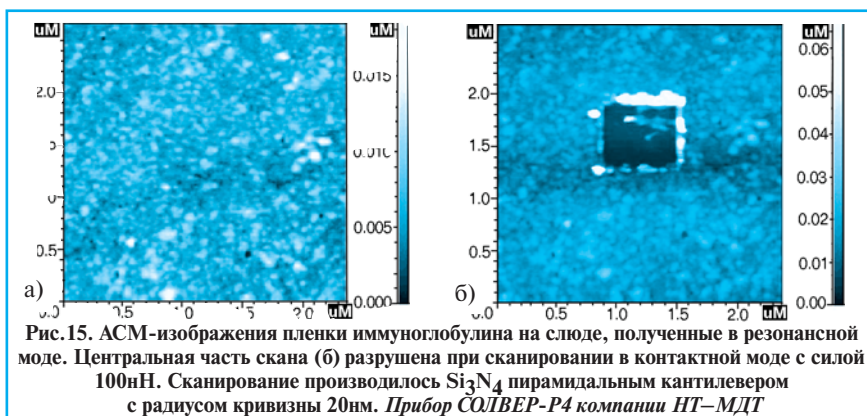 uM
uM
0.015
0.06
2.0
2.5
0.05
2.0
0.010
0.04
1.5
0.03
1.0
0.005
0.02
0.5
0.5
0.01
а)
0.000
б)
0.0
0.00
0.5
1.0
1.5
2.0
uM
0
0.5
1.0
1.5
2.0
uM
Рис.15. АСМ-изображения пленки иммуноглобулина на слюде, полученные в резонансной
моде. Центральная часть скана (б) разрушена при сканировании в контактной моде с силой
100нН. Сканирование производилось Si₃N₄ пирамидальным кантилевером
с радиусом кривизны 20нм. Прибор СОЛВЕР-Р4 компании НТ—МДТ